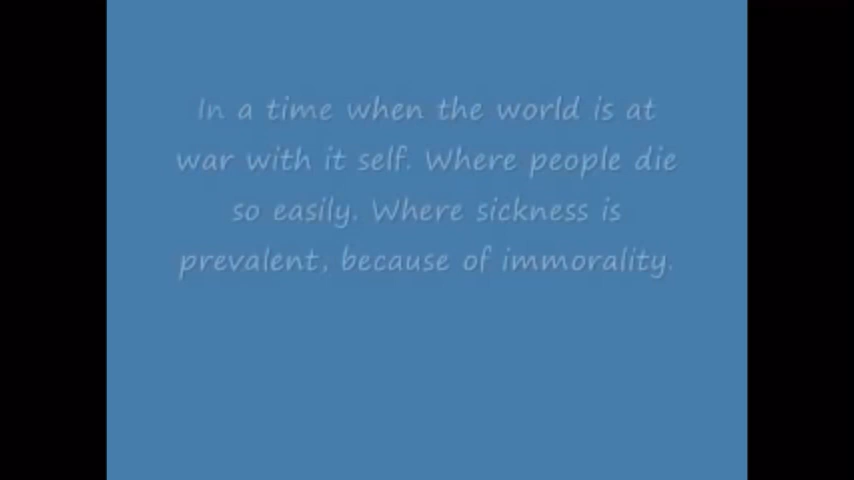 In a time when the world is at
war with it self. Where people die
so easily. Where sickness is
prevalent, because of immorality.